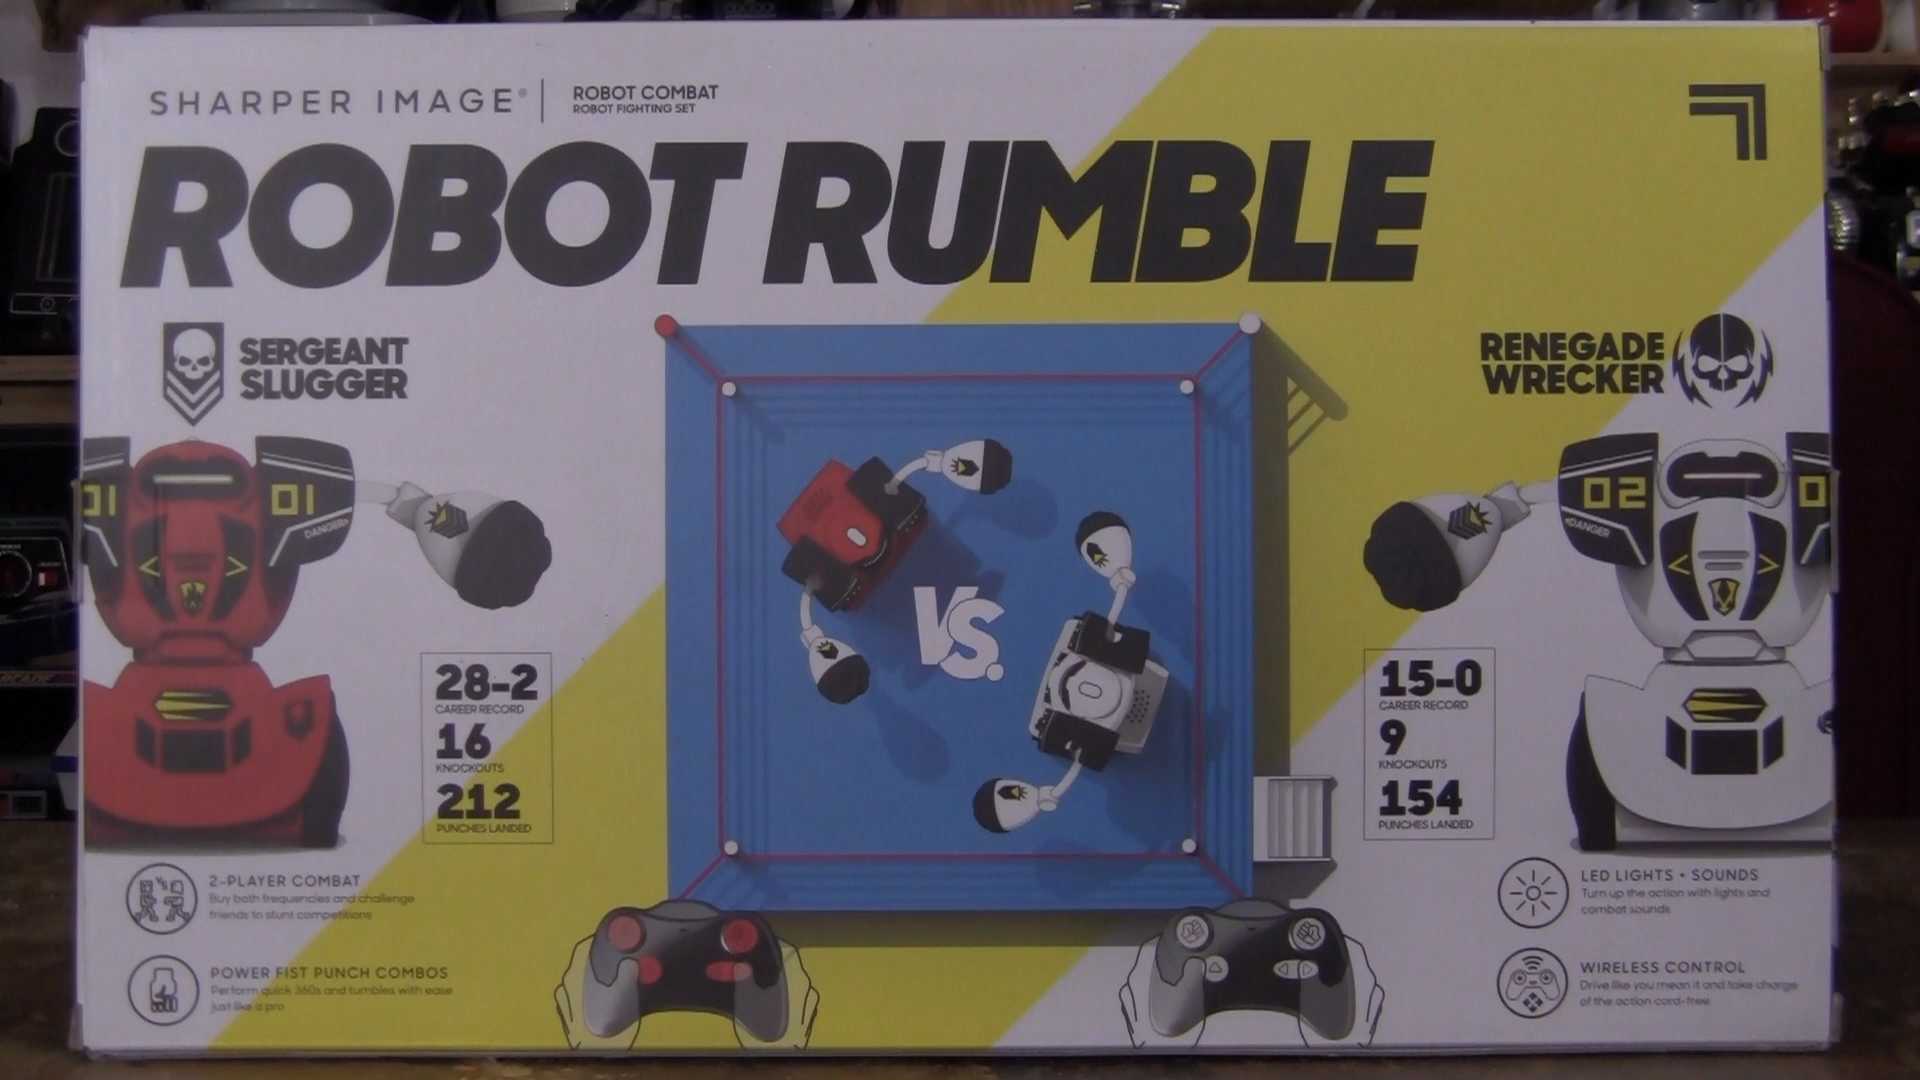 SHARPER IMAGE®
ROBOT COMBAT
ROBOT FIGHTING SET
ROBOT RUMBLE
SERGEANT
SLUGGER
RENEGADE
WRECKER
01
01
DANGER
02
0
DANGER
VS.
28-2
CAREER RECORD
16
KNOCKOUTS
212
PUNCHES LANDED
15-0
CAREER RECORD
9
KNOCKOUTS
154
PUNCHES LANDED
2-PLAYER COMBAT
Buy both frequencies and challenge
friends to stunt competitions
POWER FIST PUNCH COMBOS
Perform quick 360s and tumbles with ease
just like a pro
LED LIGHTS • SOUNDS
Turn up the action with lights and
combat sounds
WIRELESS CONTROL
Drive like you mean it and take charge
of the action cord-free